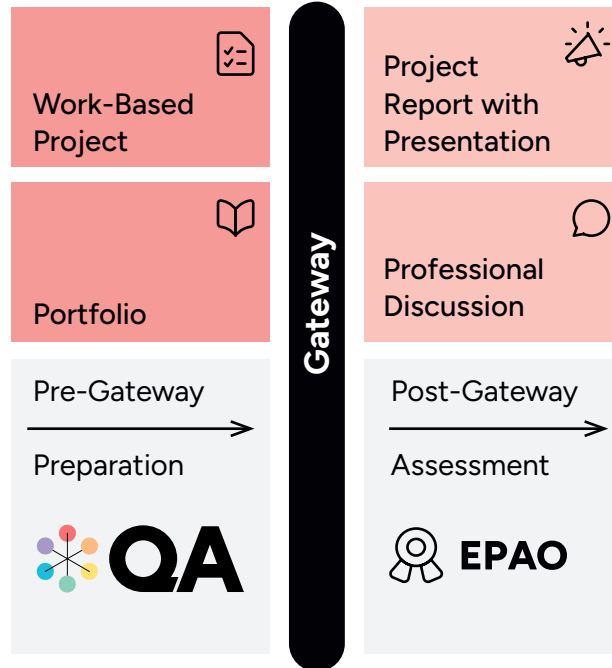 Work-Based
Project
Portfolio
Pre-Gateway
Preparation
QA
Gateway
Project
Report with
Presentation
Professional
Discussion
Post-Gateway
Assessment
EPAO